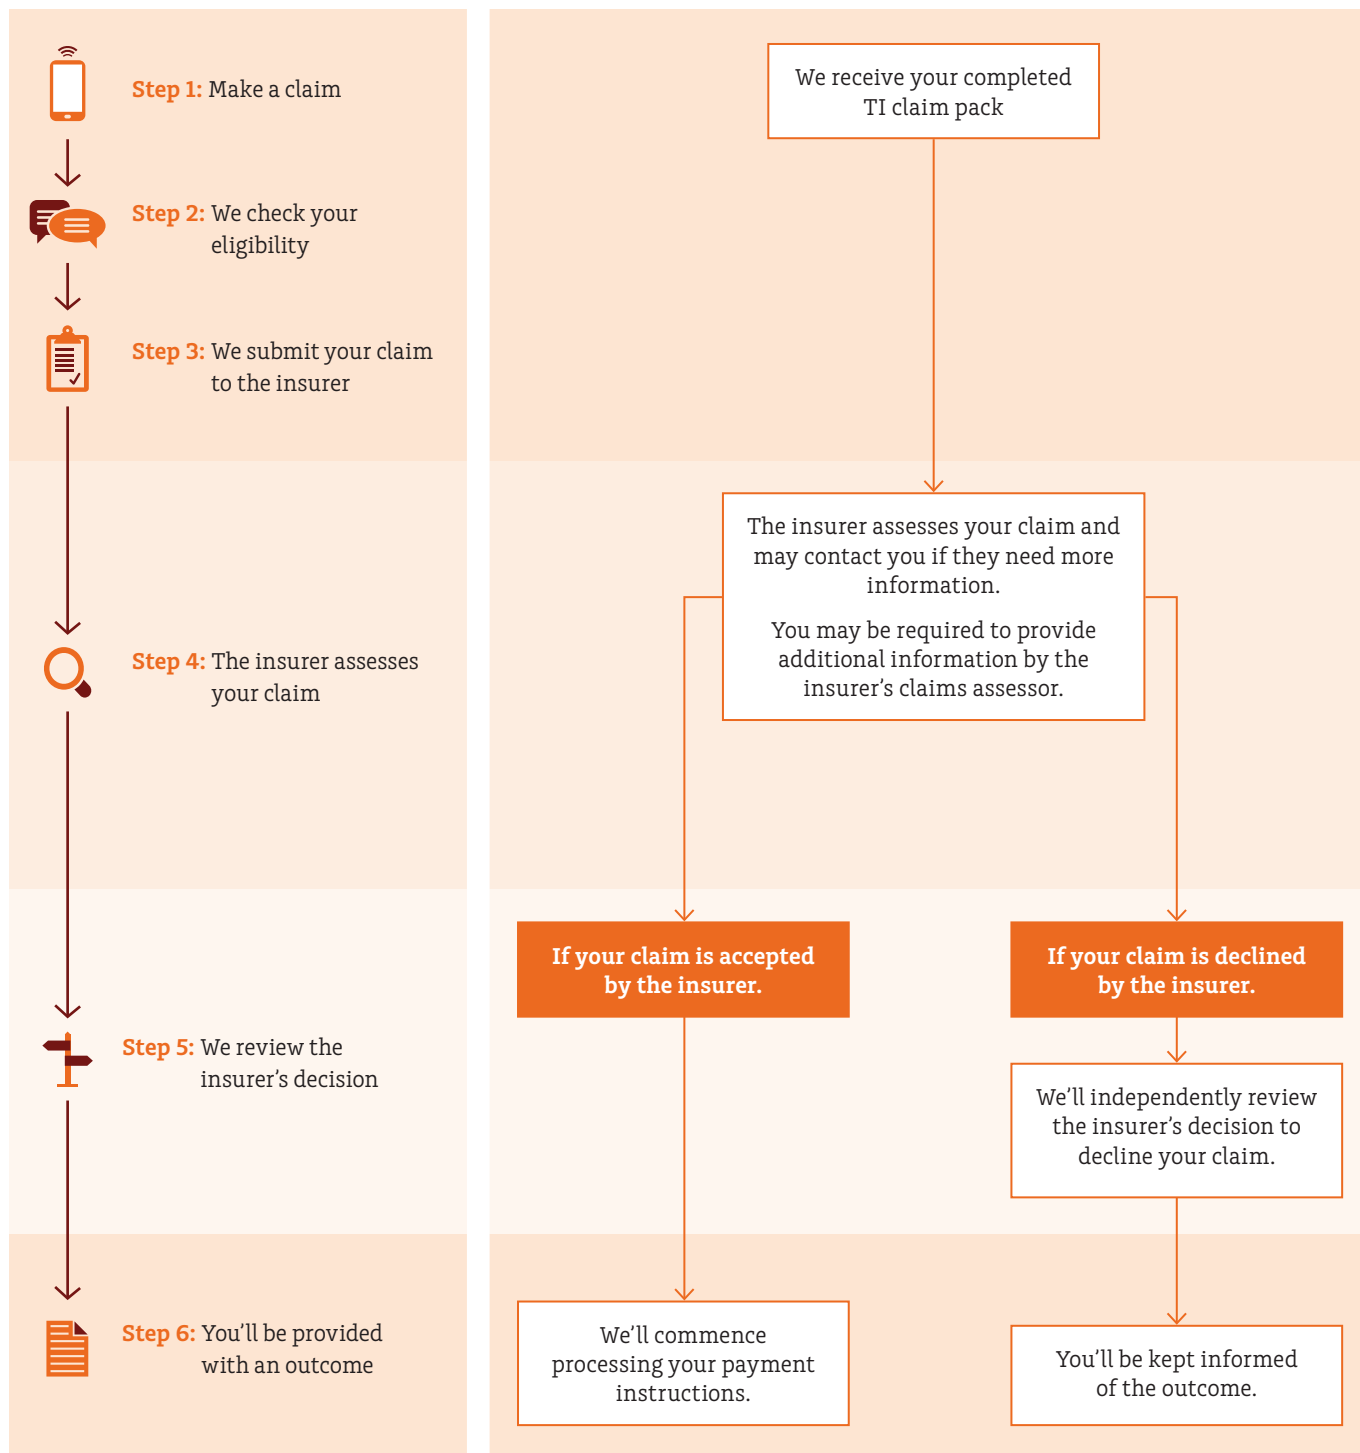 Step 1: Make a claim
Step 2: We check your
eligibility
Step 3: We submit your claim
to the insurer
Step 4: The insurer assesses
your claim
Step 5: We review the
insurer’s decision
Step 6: You’ll be provided
with an outcome
We receive your completed
TI claim pack
The insurer assesses your claim and
may contact you if they need more
information.
You may be required to provide
additional information by the
insurer’s claims assessor.
If your claim is accepted
by the insurer.
We’ll commence
processing your payment
instructions.
If your claim is declined
by the insurer.
We’ll independently review
the insurer’s decision to
decline your claim.
You’ll be kept informed
of the outcome.